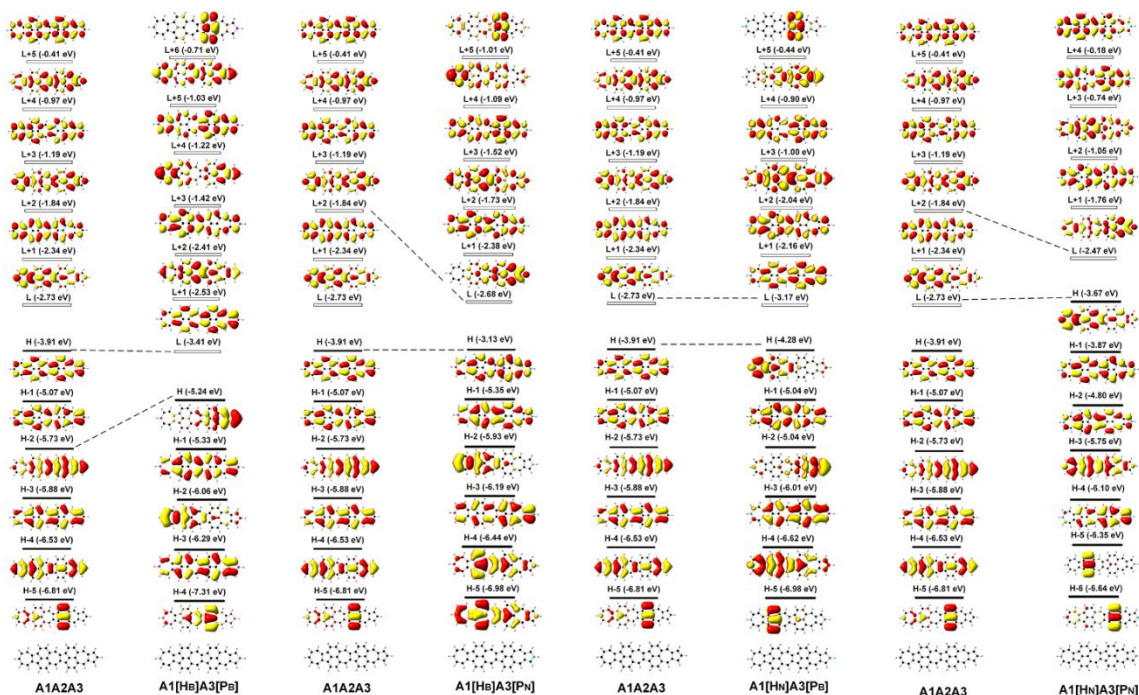 L+5 (-0.41 eV)
L+4 (-0.97 eV)
L+3 (-1.19 eV)
L+2 (-1.84 eV)
L+1 (-2.34 eV)
L (-2.73 eV)
H (-3.91 eV)
H-1 (-5.07 eV)
H-2 (-5.73 eV)
H-3 (-5.88 eV)
H-4 (-6.53 eV)
H-5 (-6.81 eV)
A1A2A3
L+6 (-0.71 eV)
L+5 (-1.03 eV)
L+4 (-1.22 eV)
L+3 (-1.42 eV)
L+2 (-2.41 eV)
L+1 (-2.53 eV)
L (-3.41 eV)
H (-5.24 eV)
H-1 (-5.33 eV)
H-2 (-6.06 eV)
H-3 (-6.29 eV)
H-4 (-7.31 eV)
A1[HB]A3[PB]
L+5 (-0.41 eV)
L+4 (-0.97 eV)
L+3 (-1.19 eV)
L+2 (-1.84 eV)
L+1 (-2.34 eV)
L (-2.73 eV)
H (-3.91 eV)
H-1 (-5.07 eV)
H-2 (-5.73 eV)
H-3 (-5.88 eV)
H-4 (-6.53 eV)
H-5 (-6.81 eV)
A1A2A3
L+5 (-1.01 eV)
L+4 (-1.09 eV)
L+3 (-1.52 eV)
L+2 (-1.73 eV)
L+1 (-2.38 eV)
L (-2.68 eV)
H (-3.13 eV)
H-1 (-5.35 eV)
H-2 (-5.93 eV)
H-3 (-6.19 eV)
H-4 (-6.44 eV)
H-5 (-6.98 eV)
A1[HB]A3[PN]
L+5 (-0.41 eV)
L+4 (-0.97 eV)
L+3 (-1.19 eV)
L+2 (-1.84 eV)
L+1 (-2.34 eV)
L (-2.73 eV)
H (-3.91 eV)
H-1 (-5.07 eV)
H-2 (-5.73 eV)
H-3 (-5.88 eV)
H-4 (-6.53 eV)
H-5 (-6.81 eV)
A1A2A3
L+5 (-0.44 eV)
L+4 (-0.90 eV)
L+3 (-1.00 eV)
L+2 (-2.04 eV)
L+1 (-2.16 eV)
L (-3.17 eV)
H (-4.28 eV)
H-1 (-5.04 eV)
H-2 (-5.04 eV)
H-3 (-6.01 eV)
H-4 (-6.62 eV)
H-5 (-6.98 eV)
A1[HN]A3[PB]
L+5 (-0.41 eV)
L+4 (-0.97 eV)
L+3 (-1.19 eV)
L+2 (-1.84 eV)
L+1 (-2.34 eV)
L (-2.73 eV)
H (-3.91 eV)
H-1 (-5.07 eV)
H-2 (-5.73 eV)
H-3 (-5.88 eV)
H-4 (-6.53 eV)
H-5 (-6.81 eV)
A1A2A3
L+4 (-0.18 eV)
L+3 (-0.74 eV)
L+2 (-1.05 eV)
L+1 (-1.76 eV)
L (-2.47 eV)
H (-3.67 eV)
H-1 (-3.87 eV)
H-2 (-4.80 eV)
H-3 (-5.75 eV)
H-4 (-6.10 eV)
H-5 (-6.35 eV)
H-6 (-6.64 eV)
A1[HN]A3[PN]